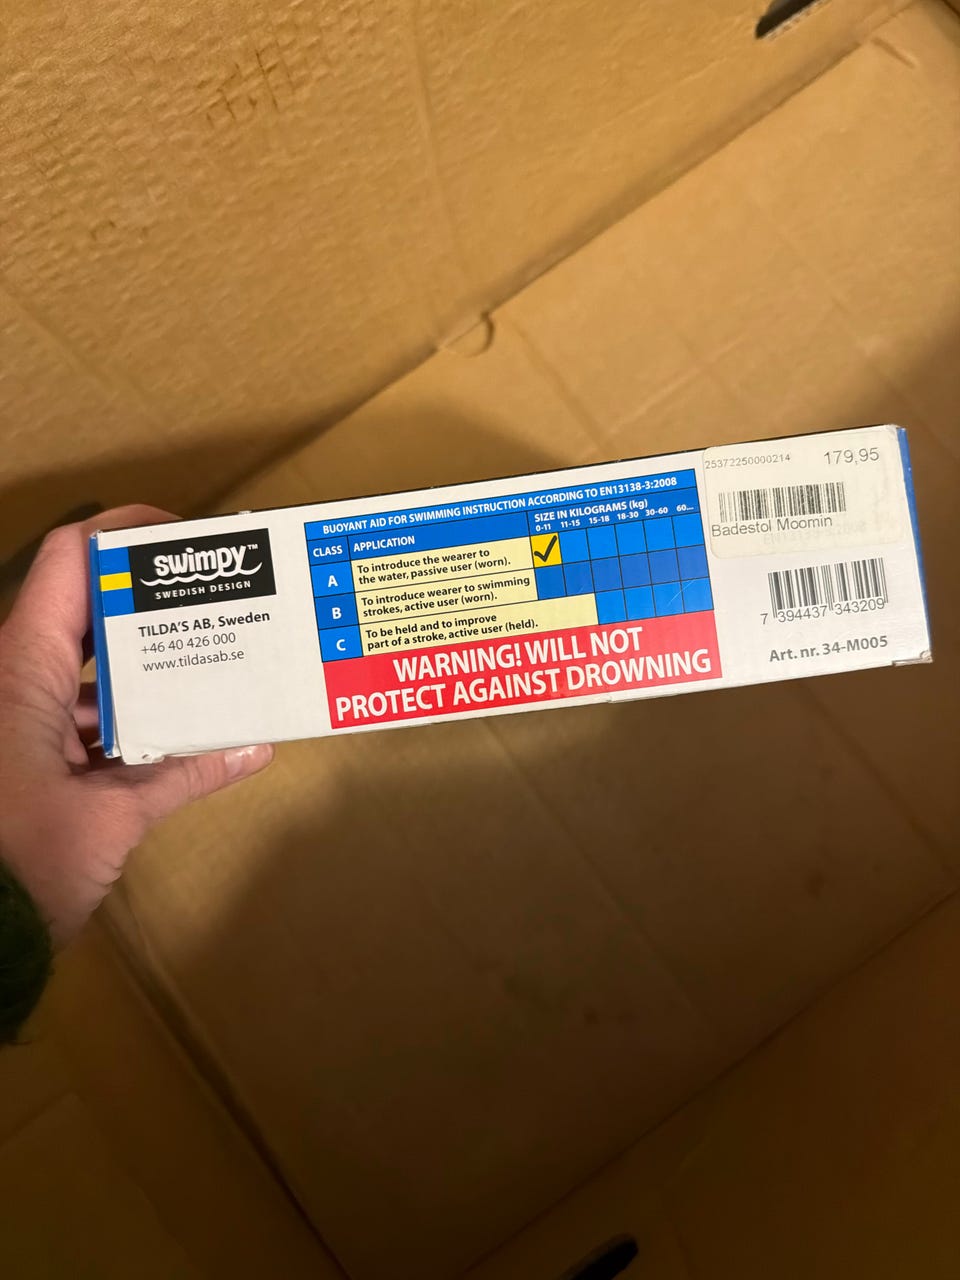 swimpy™
SWEDISH DESIGN
TILDA'S AB, Sweden
+46 40 426 000
www.tildasab.se
BUOYANT AID FOR SWIMMING INSTRUCTION ACCORDING TO EN13138-3:2008
CLASS APPLICATION SIZE IN KILOGRAMS (kg)
0-11 11-15 15-18 18-30 30-60 60...
A To introduce the wearer to
the water, passive user (worn).
B To introduce wearer to swimming
strokes, active user (worn).
C To be held and to improve
part of a stroke, active user (held).
WARNING! WILL NOT
PROTECT AGAINST DROWNING
25372250000214 179,95
Badestol Moomin
EN13138-3:2008
7 394437 343209
Art. nr. 34-M005